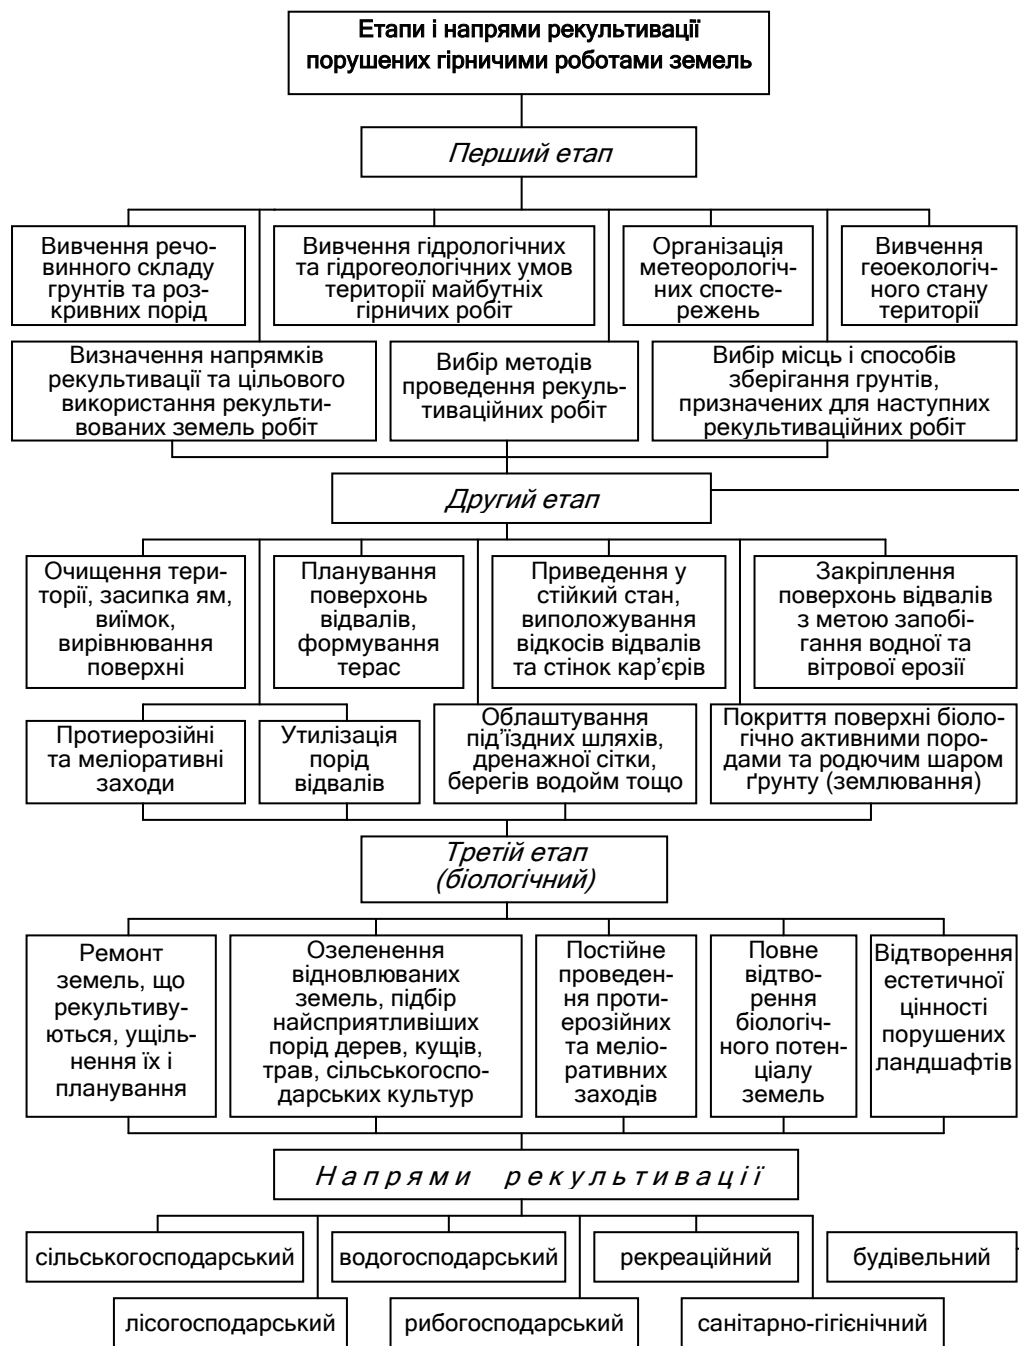 Етапи і напрями рекультивації
порушених гірничими роботами земель
Перший етап
Вивчення речо-
винного складу
грунтів та роз-
кривних порід
Вивчення гідрологічних
та гідрогеологічних умов
території майбутніх
гірничих робіт
Організація
метеорологіч-
них спосте-
режень
Вивчення
геоекологіч-
ного стану
території
Визначення напрямків
рекультивації та цільового
використання рекульти-
вованих земель робіт
Вибір методів
проведення рекуль-
тиваційних робіт
Вибір місць і способів
зберігання грунтів,
призначених для наступних
рекультиваційних робіт
Другий етап
Очищення тери-
торії, засипка ям,
виїмок,
вирівнювання
поверхні
Планування
поверхонь
відвалів,
формування
терас
Приведення у
стійкий стан,
виположування
відкосів відвалів
та стінок кар’єрів
Закріплення
поверхонь відвалів
з метою запобі-
гання водної та
вітрової ерозії
Протиерозійні
та меліоративні
заходи
Утилізація
порід
відвалів
Облаштування
під’їздних шляхів,
дренажної сітки,
берегів водойм тощо
Покриття поверхні біоло-
гічно активними поро-
дами та родючим шаром
ґрунту (землювання)
Третій етап
(біологічний)
Ремонт
земель, що
рекультиву-
ються, ущіль-
нення їх і
планування
Озеленення
відновлюваних
земель, підбір
найсприятливіших
порід дерев, кущів,
трав, сільськогоспо-
дарських культур
Постійне
проведен-
ня проти-
ерозійних
та меліо-
ративних
заходів
Повне
відтво-
рення
біологіч-
ного потен-
ціалу
земель
Відтворення
естетичної
цінності
порушених
ландшафтів
Напрями рекультивації
сільськогосподарський
водогосподарський
рекреаційний
будівельний
лісогосподарський
рибогосподарський
санітарно-гігієнічний